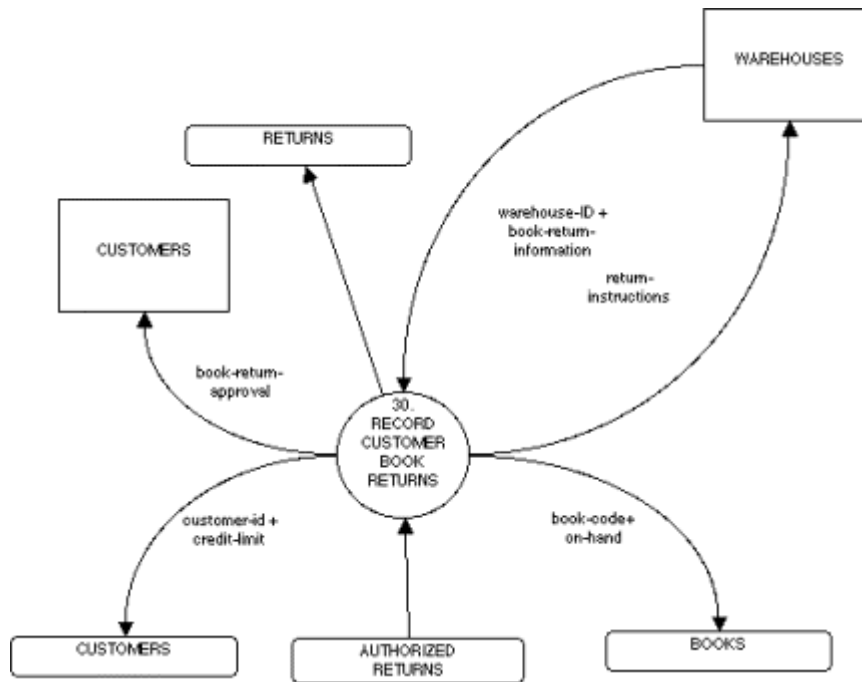 WAREHOUSES
RETURNS
CUSTOMERS
warehouse-ID +
book-return-
information
return-
instructions
book-return-
approval
30.
RECORD
CUSTOMER
BOOK
RETURNS
customer-id +
credit-limit
book-code+
on-hand
CUSTOMERS
AUTHORIZED
RETURNS
BOOKS